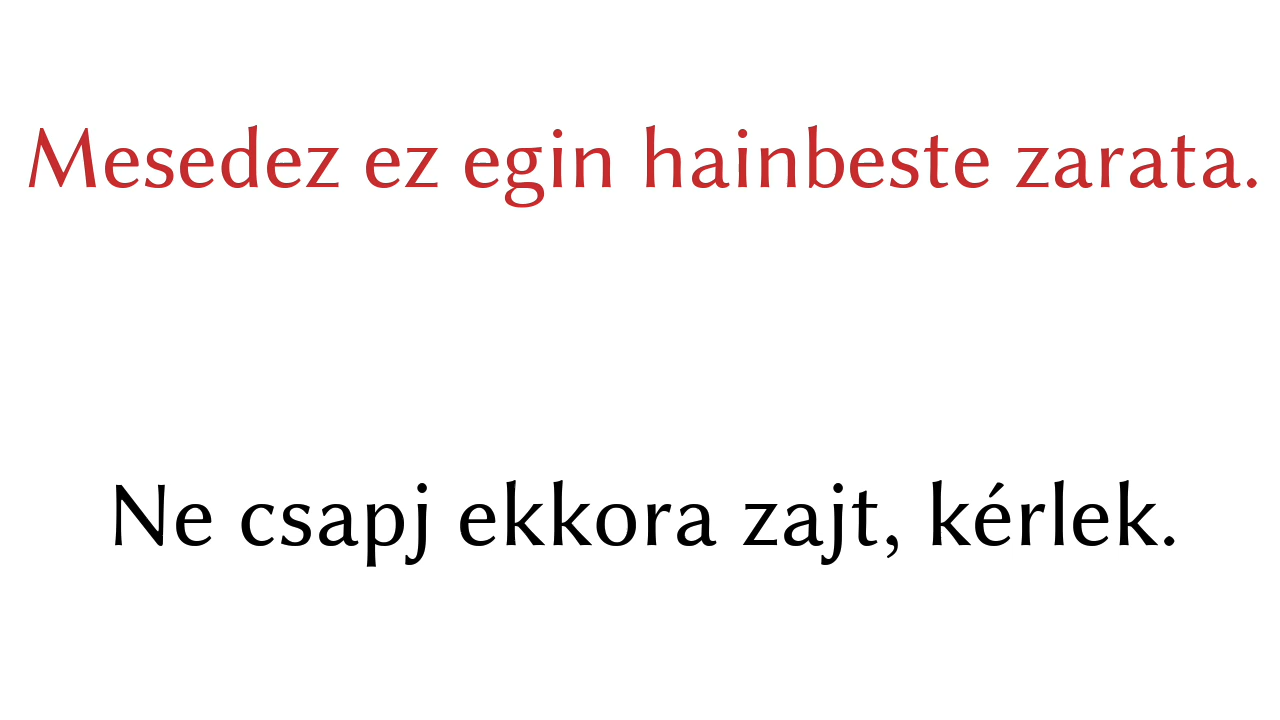 Mesedez ez egin hainbeste zarata.
Ne csapj ekkora zajt, kérlek.